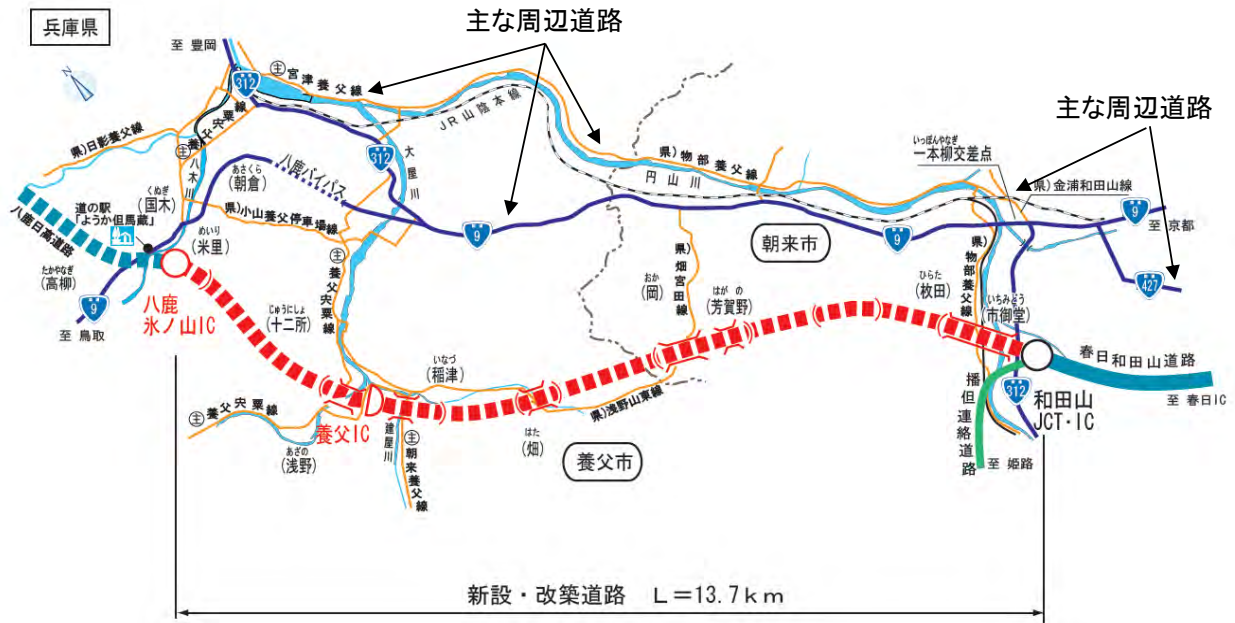 兵庫県
主な周辺道路
主な周辺道路
至 豊岡
312
主 宮津養父線
JR山陰本線
県)日影養父線
主 養父宍粟線
八木川
312
大屋川
あさくら
(朝倉)
八鹿バイパス
くぬぎ
(国木)
道の駅
「ようか但馬蔵」
めいり
(米里)
県)小山養父停車場線
八鹿日高道路
たかやなぎ
(高柳)
9
至 鳥取
八鹿
氷ノ山IC
じゅうにしょ
(十二所)
主 養父宍粟線
9
県)物部養父線
円山川
いっぽんやなぎ
一本柳交差点
県)金浦和田山線
9
至 京都
427
朝来市
9
県)畑宮田線
おか
(岡)
はが の
(芳賀野)
ひらた
(枚田)
県)物部養父線
いちみどう
(市御堂)
春日和田山道路
至 春日IC
いなづ
(稲津)
県)浅野山東線
はた
(畑)
主 養父宍粟線
あさの
(浅野)
養父IC
建屋川
主 朝来養父線
養父市
播但連絡道路
312
和田山
JCT・IC
至 姫路
新設・改築道路 L=13.7km